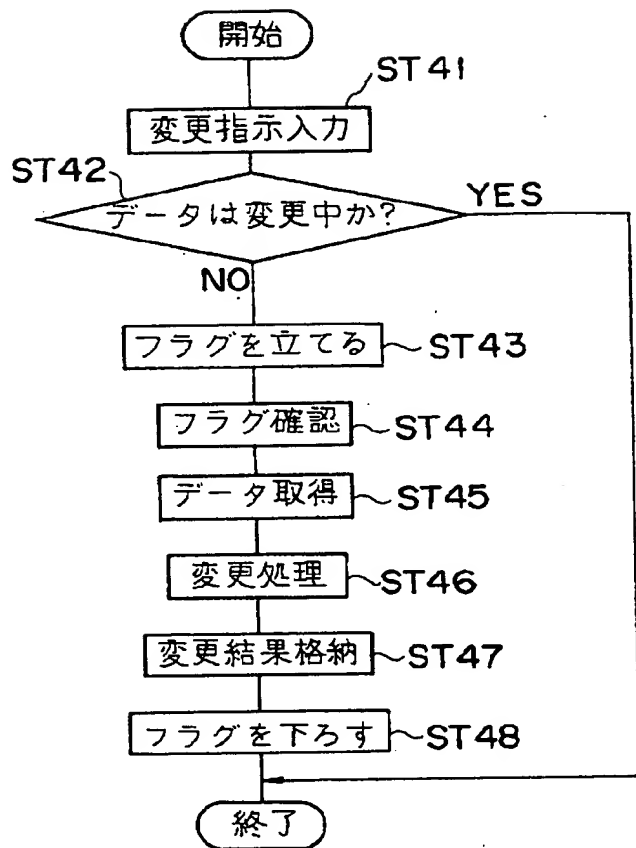 開始
ST41
変更指示入力
ST42
データは変更中か?
YES
NO
フラグを立てる
ST43
フラグ確認
ST44
データ取得
ST45
変更処理
ST46
変更結果格納
ST47
フラグを下ろす
ST48
終了